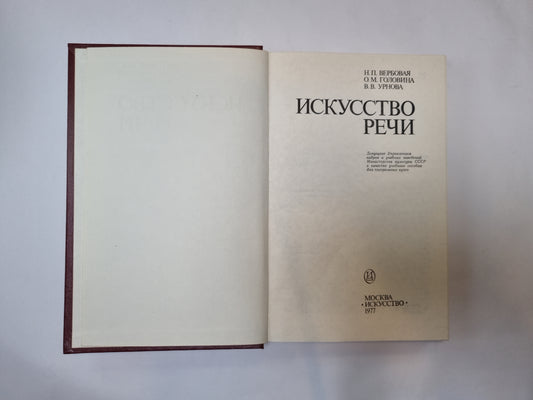 Н. П. ВЕРБОВАЯ
О. М. ГОЛОВИНА
В. В. УРНОВА
ИСКУССТВО
РЕЧИ
Допущено Управлением
кадров и учебных заведений
Министерства культуры СССР
в качестве учебного пособия
для театральных вузов
МОСКВА
«ИСКУССТВО»
1977